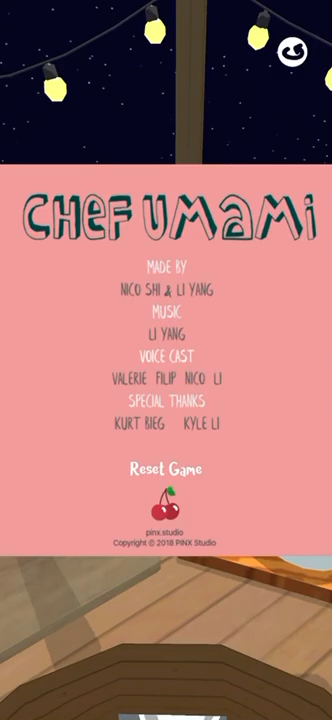 CHeF UMaMi
MADE BY
NICO SHI & LI YANG
MUSIC
LI YANG
VOICE CAST
VALERIE FILIP NICO LI
SPECIAL THANKS
KURT BIEG KYLE LI
Reset Game
pinx.studio
Copyright © 2018 PINX Studio